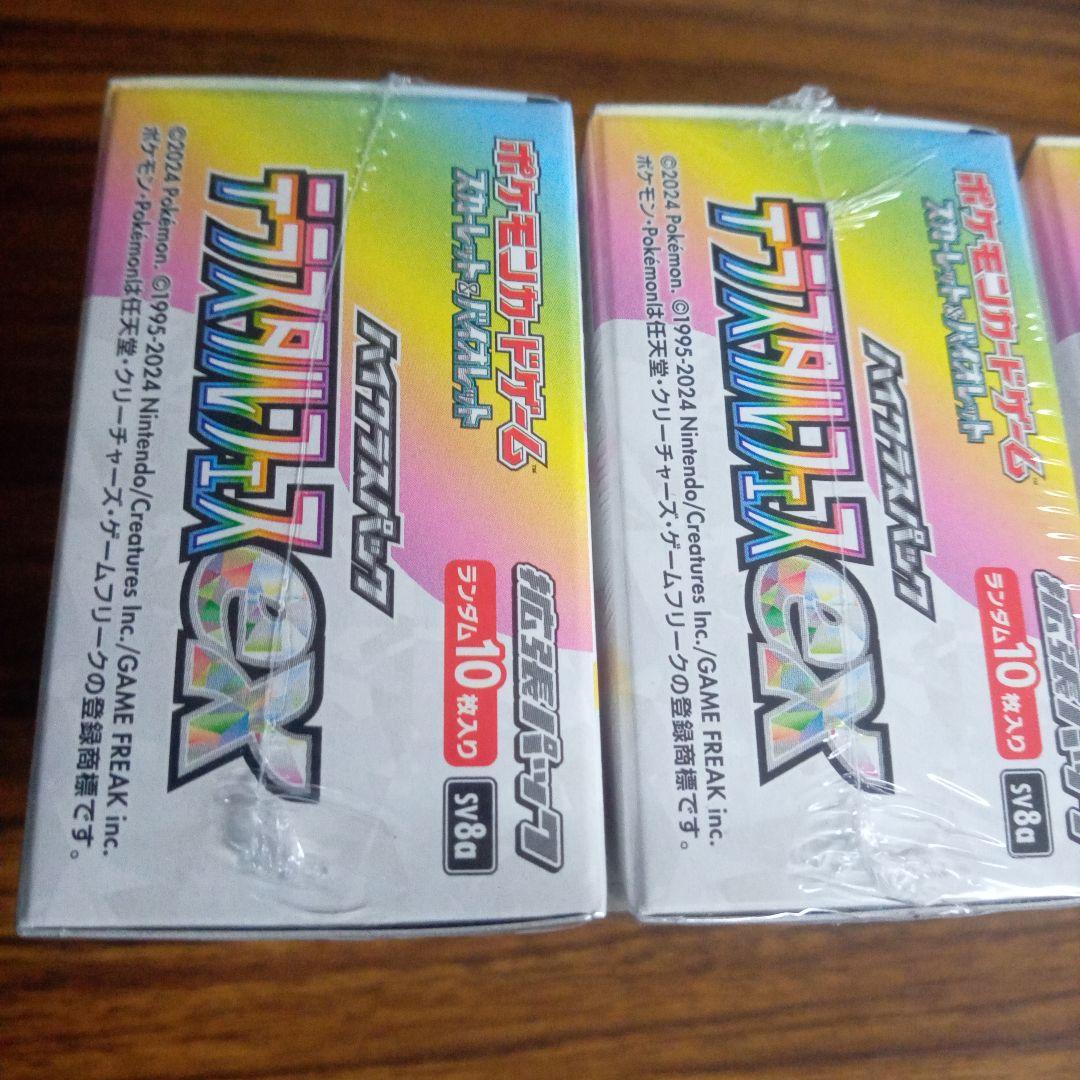 ポケモンカードゲーム
スカーレット&バイオレット
ハイクラスパック
テラスタルフェスex
拡張パック
ランダム10枚入り
SV8a
©2024 Pokémon. ©1995-2024 Nintendo/Creatures Inc./GAME FREAK inc.
ポケモン・Pokémonは任天堂・クリーチャーズ・ゲームフリークの登録商標です。
ポケモンカードゲーム
スカーレット&バイオレット
ハイクラスパック
テラスタルフェスex
拡張パック
ランダム10枚入り
SV8a
©2024 Pokémon. ©1995-2024 Nintendo/Creatures Inc./GAME FREAK inc.
ポケモン・Pokémonは任天堂・クリーチャーズ・ゲームフリークの登録商標です。